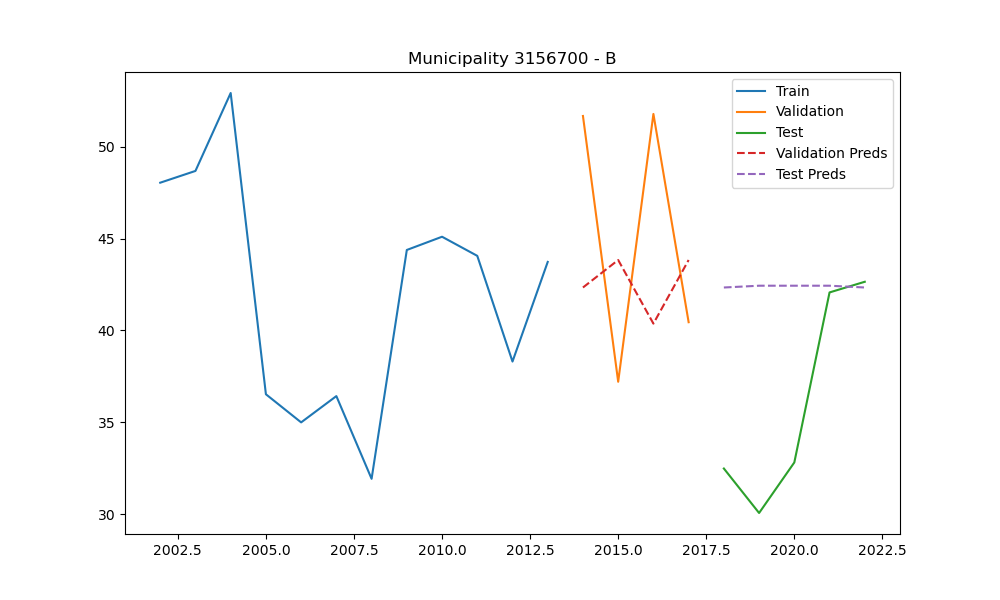 Municipality 3156700 - B
Train
Validation
Test
Validation Preds
Test Preds
50
45
40
35
30
2002.5 2005.0 2007.5 2010.0 2012.5 2015.0 2017.5 2020.0 2022.5